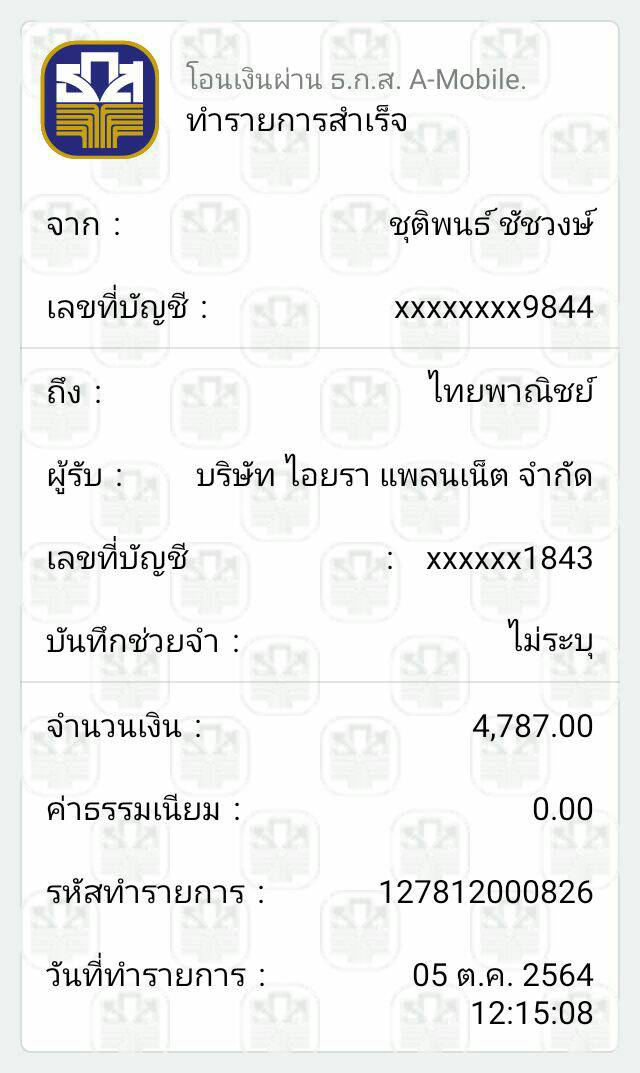 ธกส
โอนเงินผ่าน ธ.ก.ส. A-Mobile.
ทำรายการสำเร็จ
จาก : ชุติพนธ์ ชัชวงษ์
เลขที่บัญชี : xxxxxxxx9844
ถึง : ไทยพาณิชย์
ผู้รับ : บริษัท ไอยรา แพลนเน็ต จำกัด
เลขที่บัญชี : xxxxxx1843
บันทึกช่วยจำ : ไม่ระบุ
จำนวนเงิน : 4,787.00
ค่าธรรมเนียม : 0.00
รหัสทำรายการ : 127812000826
วันที่ทำรายการ : 05 ต.ค. 2564
12:15:08